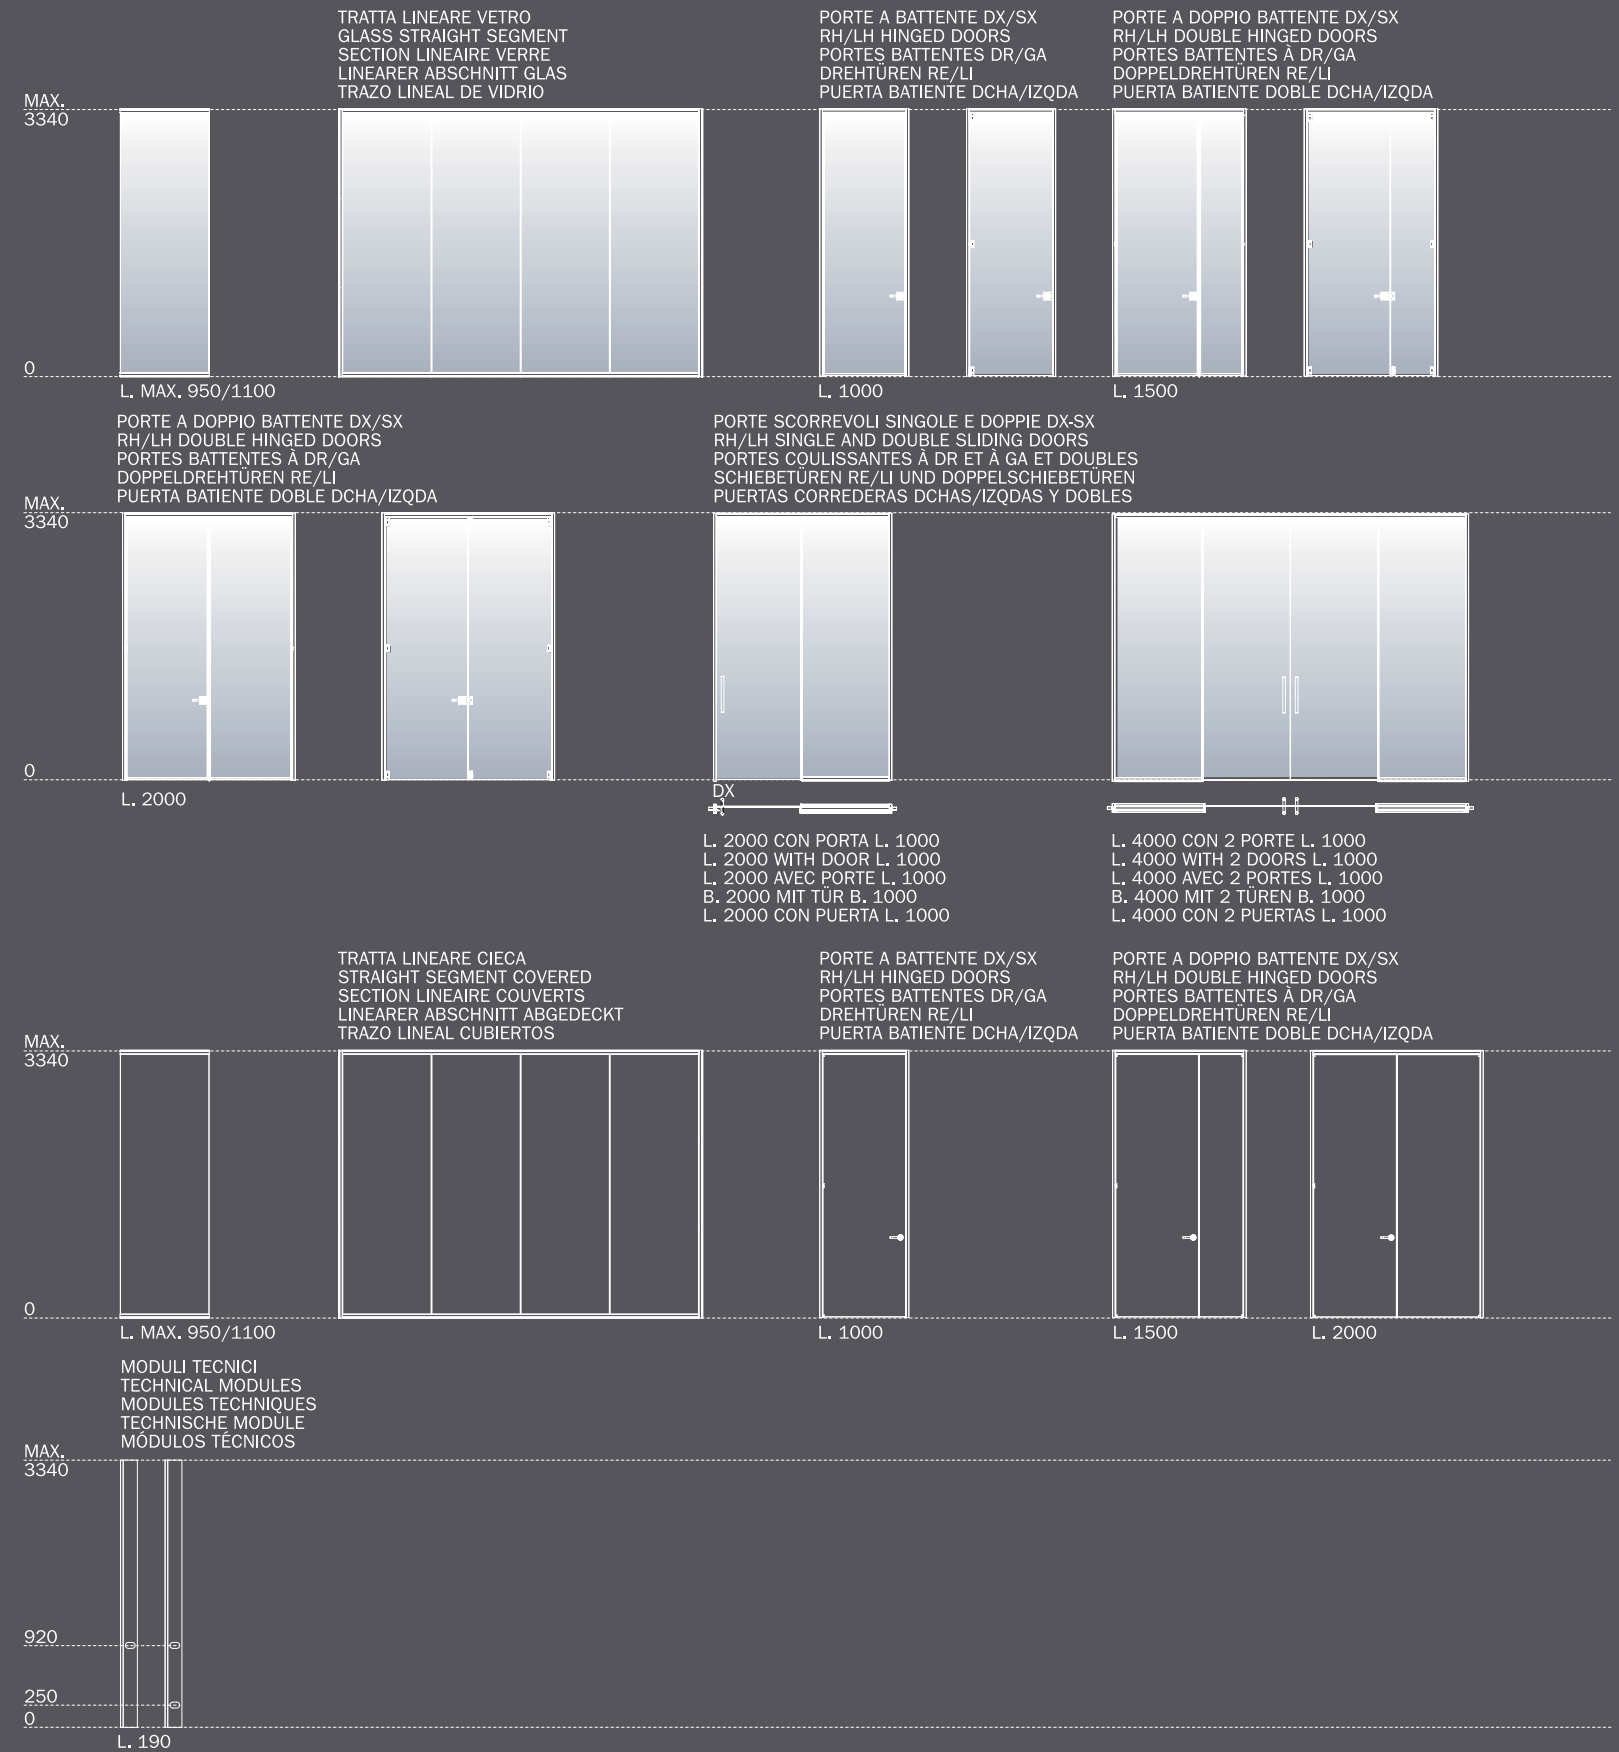 TRATTA LINEARE VETRO
GLASS STRAIGHT SEGMENT
SECTION LINEAIRE VERRE
LINEARER ABSCHNITT GLAS
TRAZO LINEAL DE VIDRIO
PORTE A BATTENTE DX/SX
RH/LH HINGED DOORS
PORTES BATTENTES DR/GA
DREHTÜREN RE/LI
PUERTA BATIENTE DCHA/IZQDA
PORTE A DOPPIO BATTENTE DX/SX
RH/LH DOUBLE HINGED DOORS
PORTES BATTENTES À DR/GA
DOPPELDREHTÜREN RE/LI
PUERTA BATIENTE DOBLE DCHA/IZQDA
MAX.
3340
0
L. MAX. 950/1100
L. 1000
L. 1500
PORTE A DOPPIO BATTENTE DX/SX
RH/LH DOUBLE HINGED DOORS
PORTES BATTENTES À DR/GA
DOPPELDREHTÜREN RE/LI
PUERTA BATIENTE DOBLE DCHA/IZQDA
PORTE SCORREVOLI SINGOLE E DOPPIE DX-SX
RH/LH SINGLE AND DOUBLE SLIDING DOORS
PORTES COULISSANTES À DR ET À GA ET DOUBLES
SCHIEBETÜREN RE/LI UND DOPPELSCHIEBETÜREN
PUERTAS CORREDERAS DCHAS/IZQDAS Y DOBLES
MAX.
3340
0
L. 2000
DX
L. 2000 CON PORTA L. 1000
L. 2000 WITH DOOR L. 1000
L. 2000 AVEC PORTE L. 1000
B. 2000 MIT TÜR B. 1000
L. 2000 CON PUERTA L. 1000
L. 4000 CON 2 PORTE L. 1000
L. 4000 WITH 2 DOORS L. 1000
L. 4000 AVEC 2 PORTES L. 1000
B. 4000 MIT 2 TÜREN B. 1000
L. 4000 CON 2 PUERTAS L. 1000
TRATTA LINEARE CIECA
STRAIGHT SEGMENT COVERED
SECTION LINEAIRE COUVERTS
LINEARER ABSCHNITT ABGEDECKT
TRAZO LINEAL CUBIERTOS
PORTE A BATTENTE DX/SX
RH/LH HINGED DOORS
PORTES BATTENTES DR/GA
DREHTÜREN RE/LI
PUERTA BATIENTE DCHA/IZQDA
PORTE A DOPPIO BATTENTE DX/SX
RH/LH DOUBLE HINGED DOORS
PORTES BATTENTES À DR/GA
DOPPELDREHTÜREN RE/LI
PUERTA BATIENTE DOBLE DCHA/IZQDA
MAX.
3340
0
L. MAX. 950/1100
L. 1000
L. 1500
L. 2000
MODULI TECNICI
TECHNICAL MODULES
MODULES TECHNIQUES
TECHNISCHE MODULE
MÓDULOS TÉCNICOS
MAX.
3340
920
250
0
L. 190